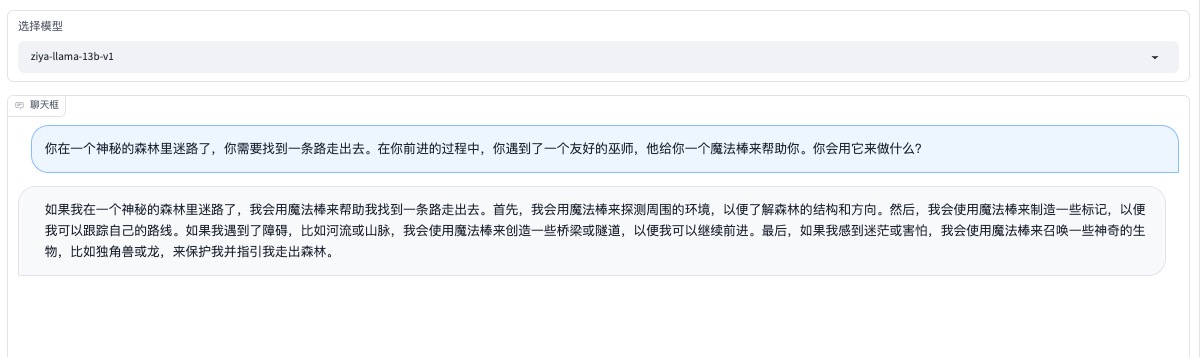 选择模型
ziya-llama-13b-v1
聊天框
你在一个神秘的森林里迷路了，你需要找到一条路走出去。在你前进的过程中，你遇到了一个友好的巫师，他给你一个魔法棒来帮助你。你会用它来做什么？
如果我在一个神秘的森林里迷路了，我会用魔法棒来帮助我找到一条路走出去。首先，我会用魔法棒来探测周围的环境，以便了解森林的结构和方向。然后，我会使用魔法棒来制造一些标记，以便
我可以跟踪自己的路线。如果我遇到了障碍，比如河流或山脉，我会使用魔法棒来创造一些桥梁或隧道，以便我可以继续前进。最后，如果我感到迷茫或害怕，我会使用魔法棒来召唤一些神奇的生
物，比如独角兽或龙，来保护我并指引我走出森林。